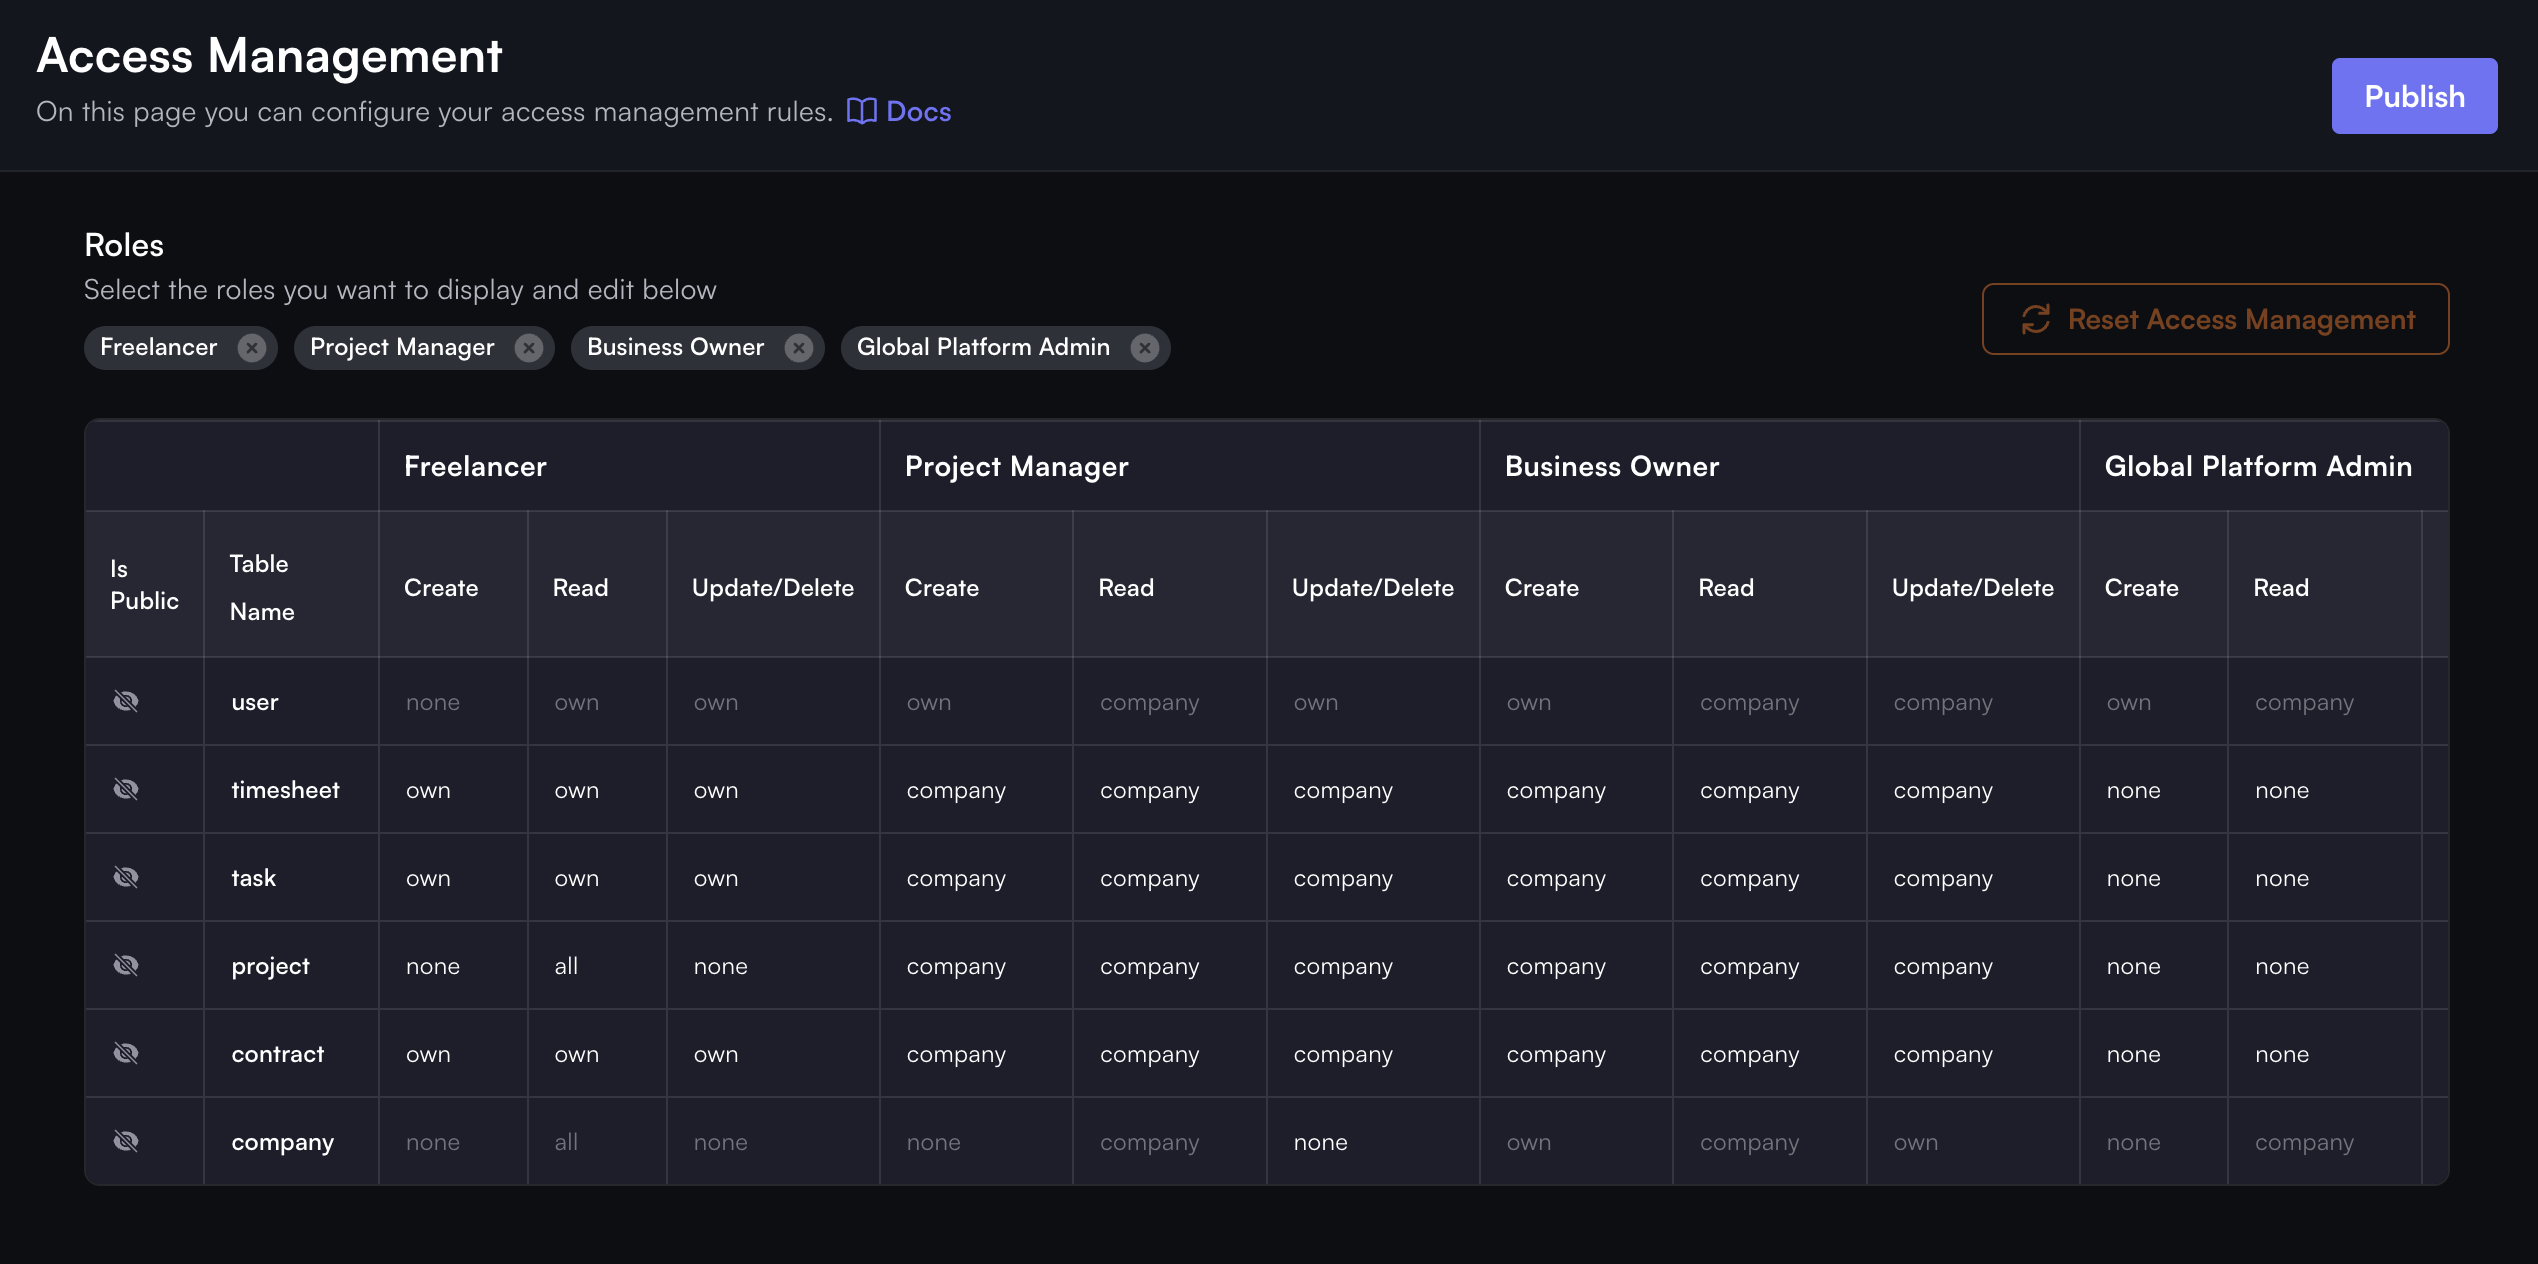 Access Management
On this page you can configure your access management rules. Docs
Publish
Roles
Select the roles you want to display and edit below
Freelancer Project Manager Business Owner Global Platform Admin
Reset Access Management
Freelancer Project Manager Business Owner Global Platform Admin
Is Public Table Name Create Read Update/Delete Create Read Update/Delete Create Read Update/Delete Create Read
user none own own own company own own company company own company
timesheet own own own company company company company company company none none
task own own own company company company company company company none none
project none all none company company company company company company none none
contract own own own company company company company company company none none
company none all none none company none own company own none company